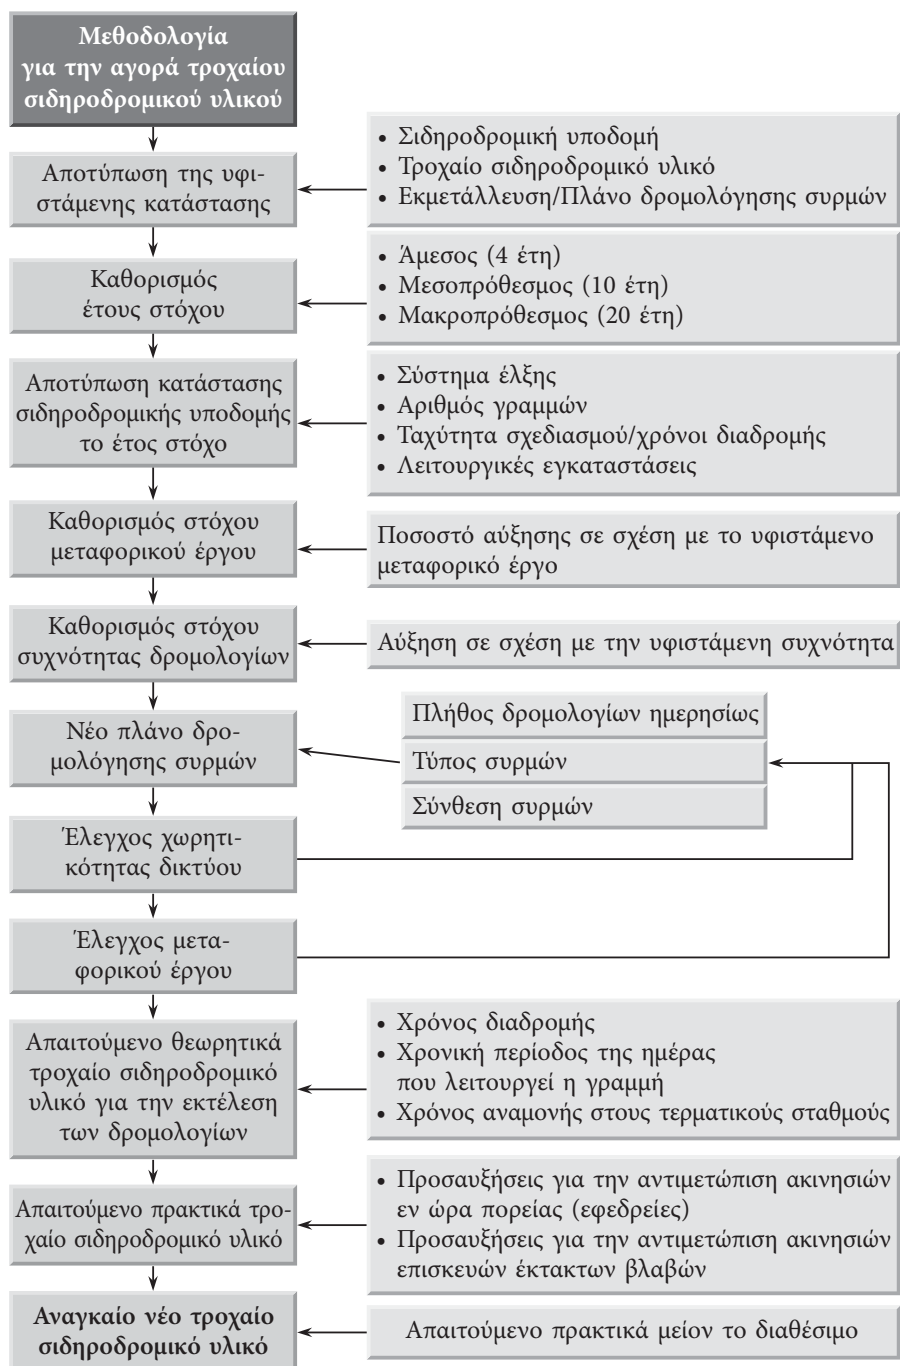 Μεθοδολογία
για την αγορά τροχαίου
σιδηροδρομικού υλικού
Αποτύπωση της υφι-
στάμενης κατάστασης
• Σιδηροδρομική υποδομή
• Τροχαίο σιδηροδρομικό υλικό
• Εκμετάλλευση/Πλάνο δρομολόγησης συρμών
Καθορισμός
έτους στόχου
• Άμεσος (4 έτη)
• Μεσοπρόθεσμος (10 έτη)
• Μακροπρόθεσμος (20 έτη)
Αποτύπωση κατάστασης
σιδηροδρομικής υποδομής
το έτος στόχο
• Σύστημα έλξης
• Αριθμός γραμμών
• Ταχύτητα σχεδιασμού/χρόνοι διαδρομής
• Λειτουργικές εγκαταστάσεις
Καθορισμός στόχου
μεταφορικού έργου
Ποσοστό αύξησης σε σχέση με το υφιστάμενο
μεταφορικό έργο
Καθορισμός στόχου
συχνότητας δρομολογίων
Αύξηση σε σχέση με την υφιστάμενη συχνότητα
Νέο πλάνο δρο-
μολόγησης συρμών
Πλήθος δρομολογίων ημερησίως
Τύπος συρμών
Σύνθεση συρμών
Έλεγχος χωρητι-
κότητας δικτύου
Έλεγχος μετα-
φορικού έργου
Απαιτούμενο θεωρητικά
τροχαίο σιδηροδρομικό
υλικό για την εκτέλεση
των δρομολογίων
• Χρόνος διαδρομής
• Χρονική περίοδος της ημέρας
που λειτουργεί η γραμμή
• Χρόνος αναμονής στους τερματικούς σταθμούς
Απαιτούμενο πρακτικά τρο-
χαίο σιδηροδρομικό υλικό
• Προσαυξήσεις για την αντιμετώπιση ακινησιών
εν ώρα πορείας (εφεδρείες)
• Προσαυξήσεις για την αντιμετώπιση ακινησιών
επισκευών έκτακτων βλαβών
Αναγκαίο νέο τροχαίο
σιδηροδρομικό υλικό
Απαιτούμενο πρακτικά μείον το διαθέσιμο